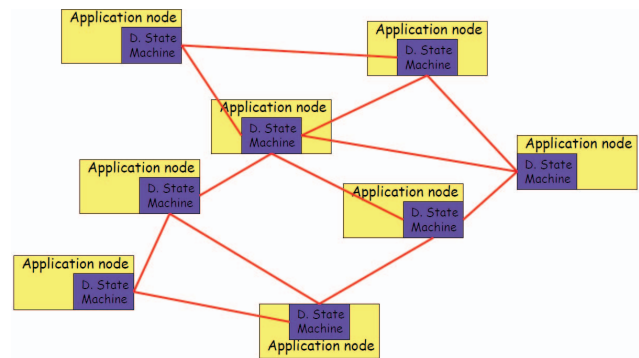 Application node
D. State
Machine
Application node
D. State
Machine
Application node
D. State
Machine
Application node
D. State
Machine
Application node
D. State
Machine
Application node
D. State
Machine
Application node
D. State
Machine
D. State
Machine
Application node